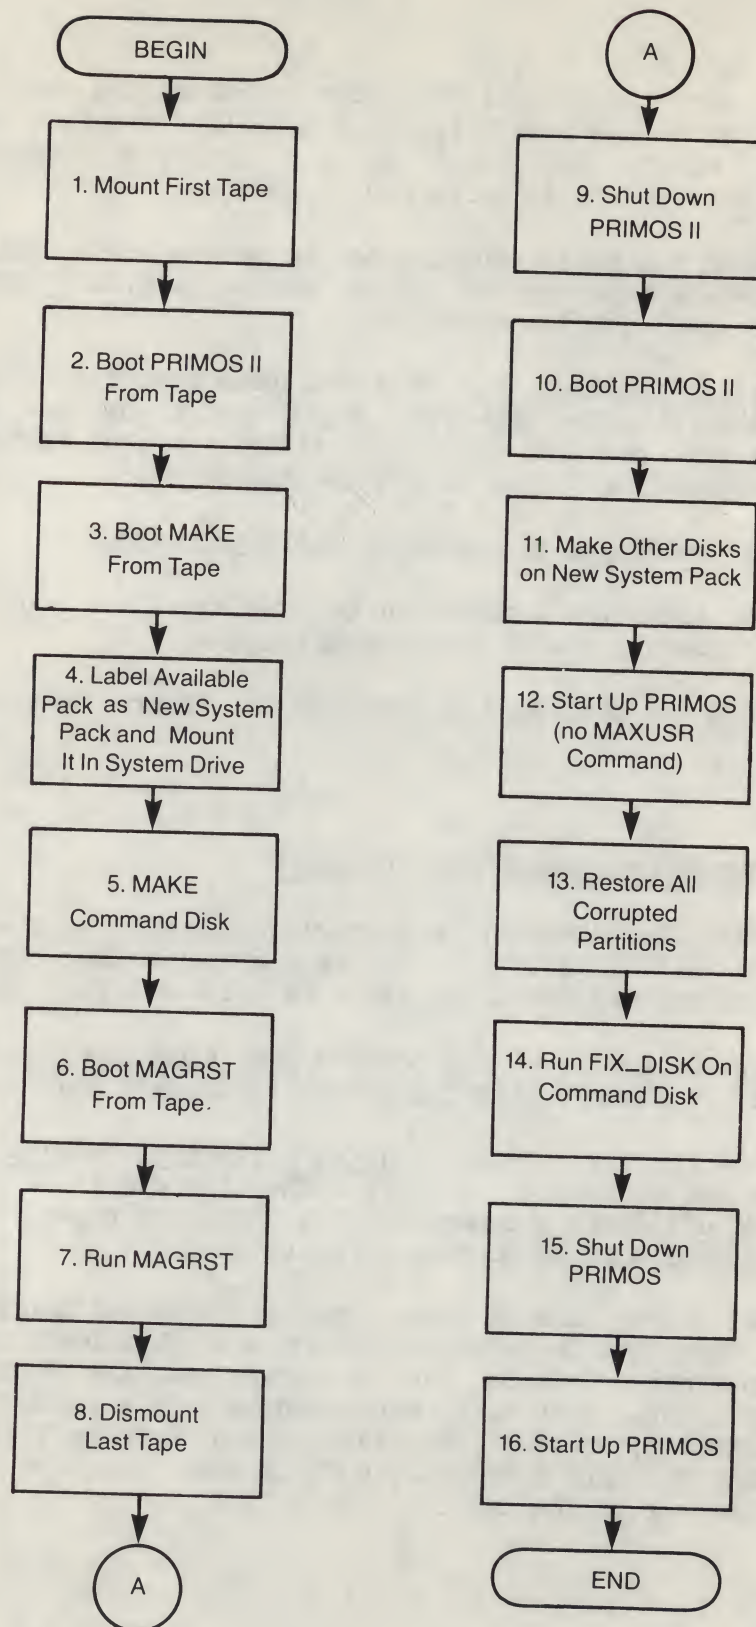 BEGIN
1. Mount First Tape
2. Boot PRIMOS II
From Tape
3. Boot MAKE
From Tape
4. Label Available
Pack as New System
Pack and Mount
It In System Drive
5. MAKE
Command Disk
6. Boot MAGRST
From Tape.
7. Run MAGRST
8. Dismount
Last Tape
A
A
9. Shut Down
PRIMOS II
10. Boot PRIMOS II
11. Make Other Disks
on New System Pack
12. Start Up PRIMOS
(no MAXUSR
Command)
13. Restore All
Corrupted
Partitions
14. Run FIX_DISK On
Command Disk
15. Shut Down
PRIMOS
16. Start Up PRIMOS
END